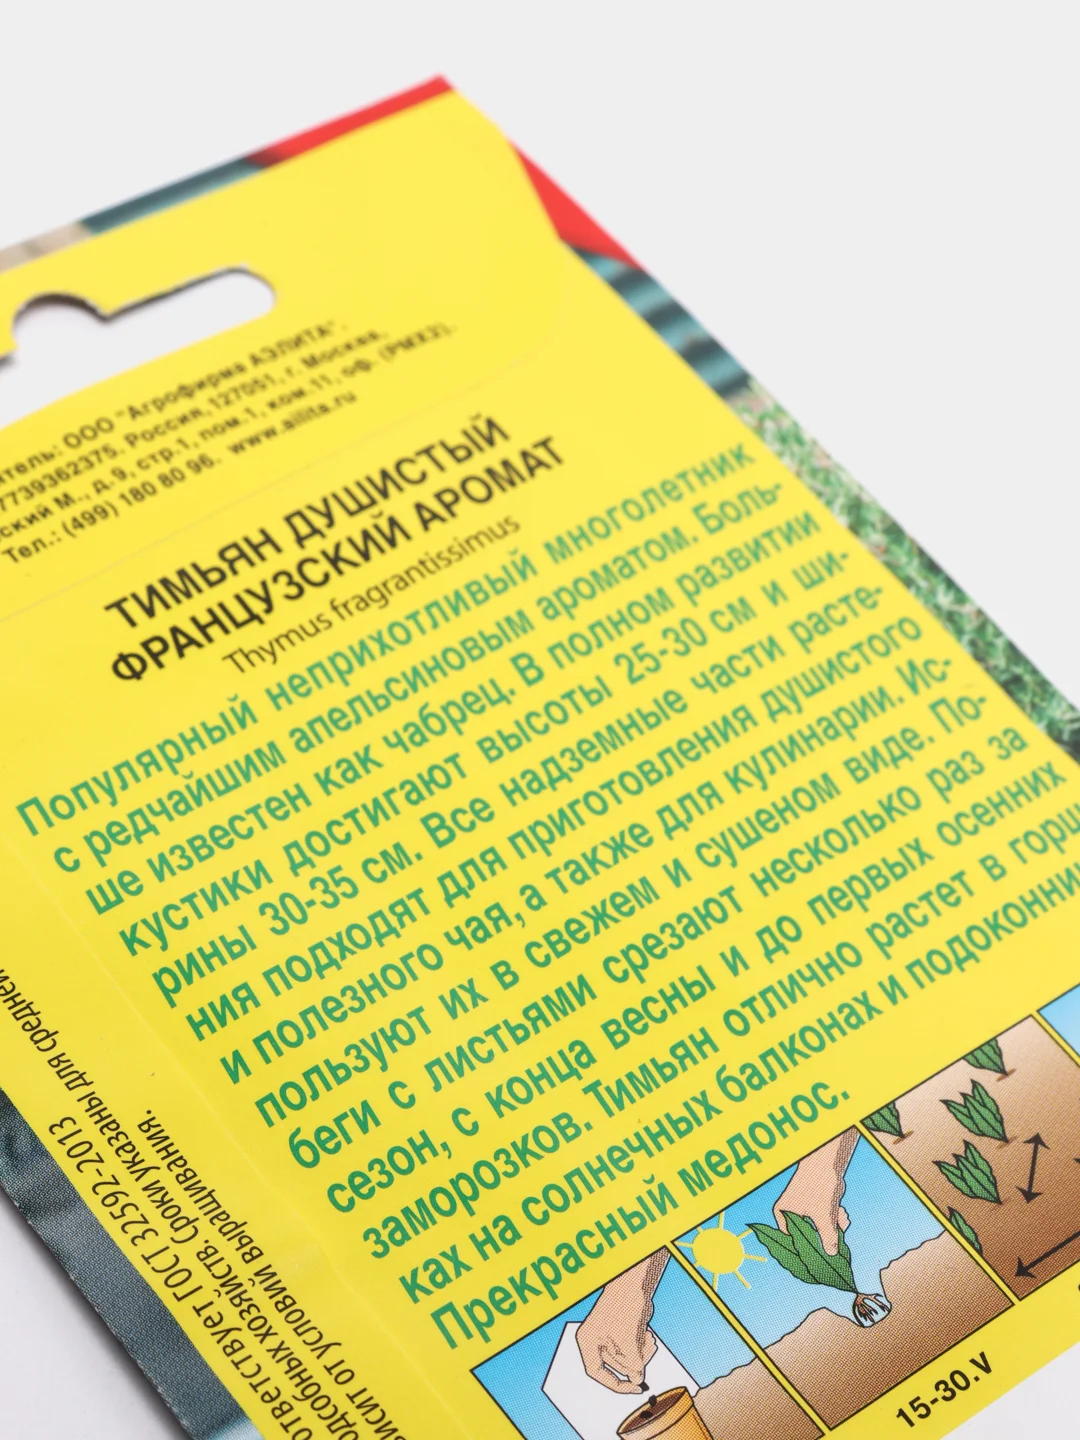 ООО "Агрофирма АЭЛИТА",
7739362375. Россия, 127051, г. Москва,
М., д. 9, стр.1, пом.1, ком.11, оф. (РМХ2).
Тел.: (499) 180 80 96. www.ailita.ru
ТИМЬЯН ДУШИСТЫЙ
ФРАНЦУЗСКИЙ АРОМАТ
Thymus fragrantissimus
Популярный неприхотливый многолетник
с редчайшим апельсиновым ароматом. Боль-
ше известен как чабрец. В полном развитии
кустики достигают высоты 25-30 см и ши-
рины 30-35 см. Все надземные части расте-
ния подходят для приготовления душистого
и полезного чая, а также для кулинарии. Ис-
пользуют их в свежем и сушеном виде. По-
беги с листьями срезают несколько раз за
сезон, с конца весны и до первых осенних
заморозков. Тимьян отлично растет в горш
ках на солнечных балконах и подоконни
Прекрасный медонос.
15-30.V
ГОСТ 32592-2013
хозяйств. Сроки указаны для средней
от условий выращивания.